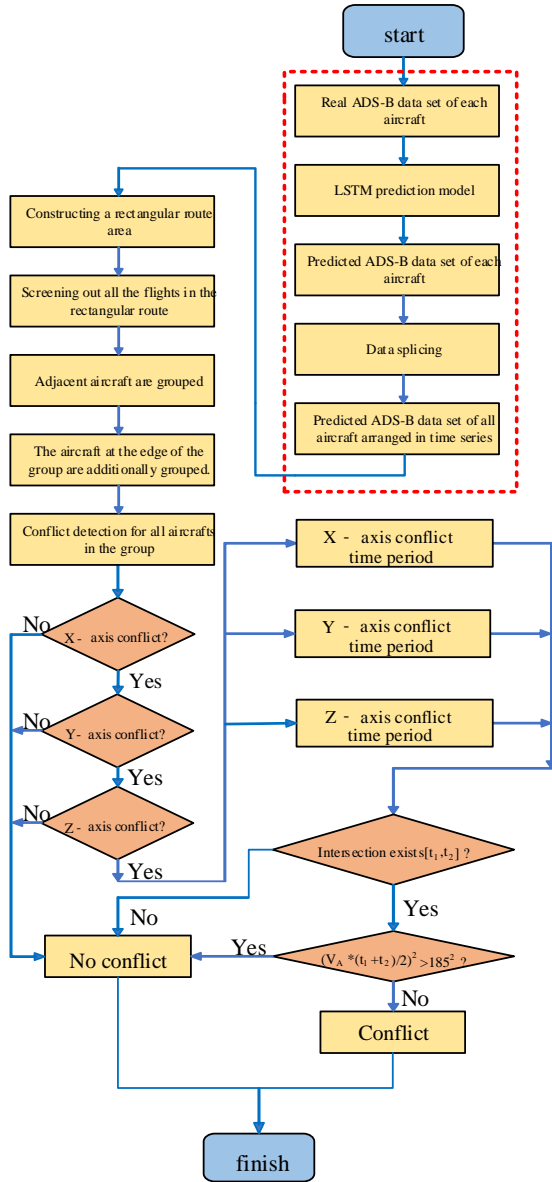 start
Real ADS-B data set of each
aircraft
LSTM prediction model
Predicted ADS-B data set of each
aircraft
Data splicing
Predicted ADS-B data set of all
aircraft arranged in time series
Constructing a rectangular route
area
Screening out all the flights in the
rectangular route
Adjacent aircraft are grouped
The aircraft at the edge of the
group are additionally grouped.
Conflict detection for all aircrafts
in the group
X - axis conflict?
No
Yes
Y- axis conflict?
No
Yes
Z - axis conflict?
No
Yes
X - axis conflict
time period
Y - axis conflict
time period
Z - axis conflict
time period
Intersection exists[t₁,t₂] ?
No
Yes
(V_A *(t₁+t₂)/2)²>185² ?
Yes
No
No conflict
Conflict
finish